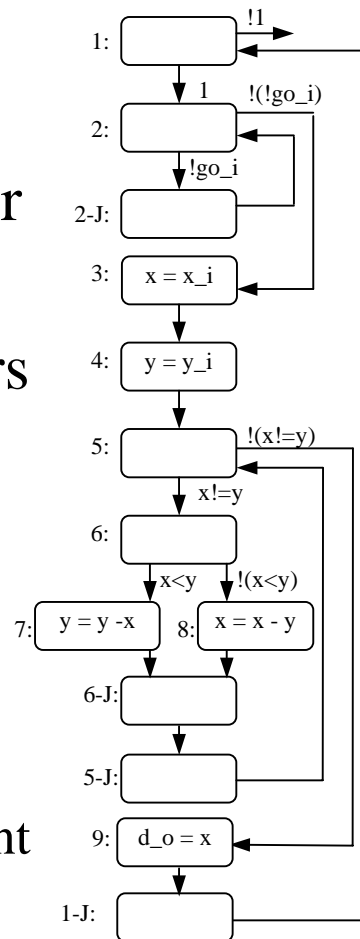 !1
1:
1
!(!go_i)
2:
!go_i
r
2-J:
3: x = x_i
rs
4: y = y_i
5:
!(x!=y)
x!=y
6:
x<y !(x<y)
7: y = y -x 8: x = x - y
6-J:
5-J:
nt
9: d_o = x
1-J: